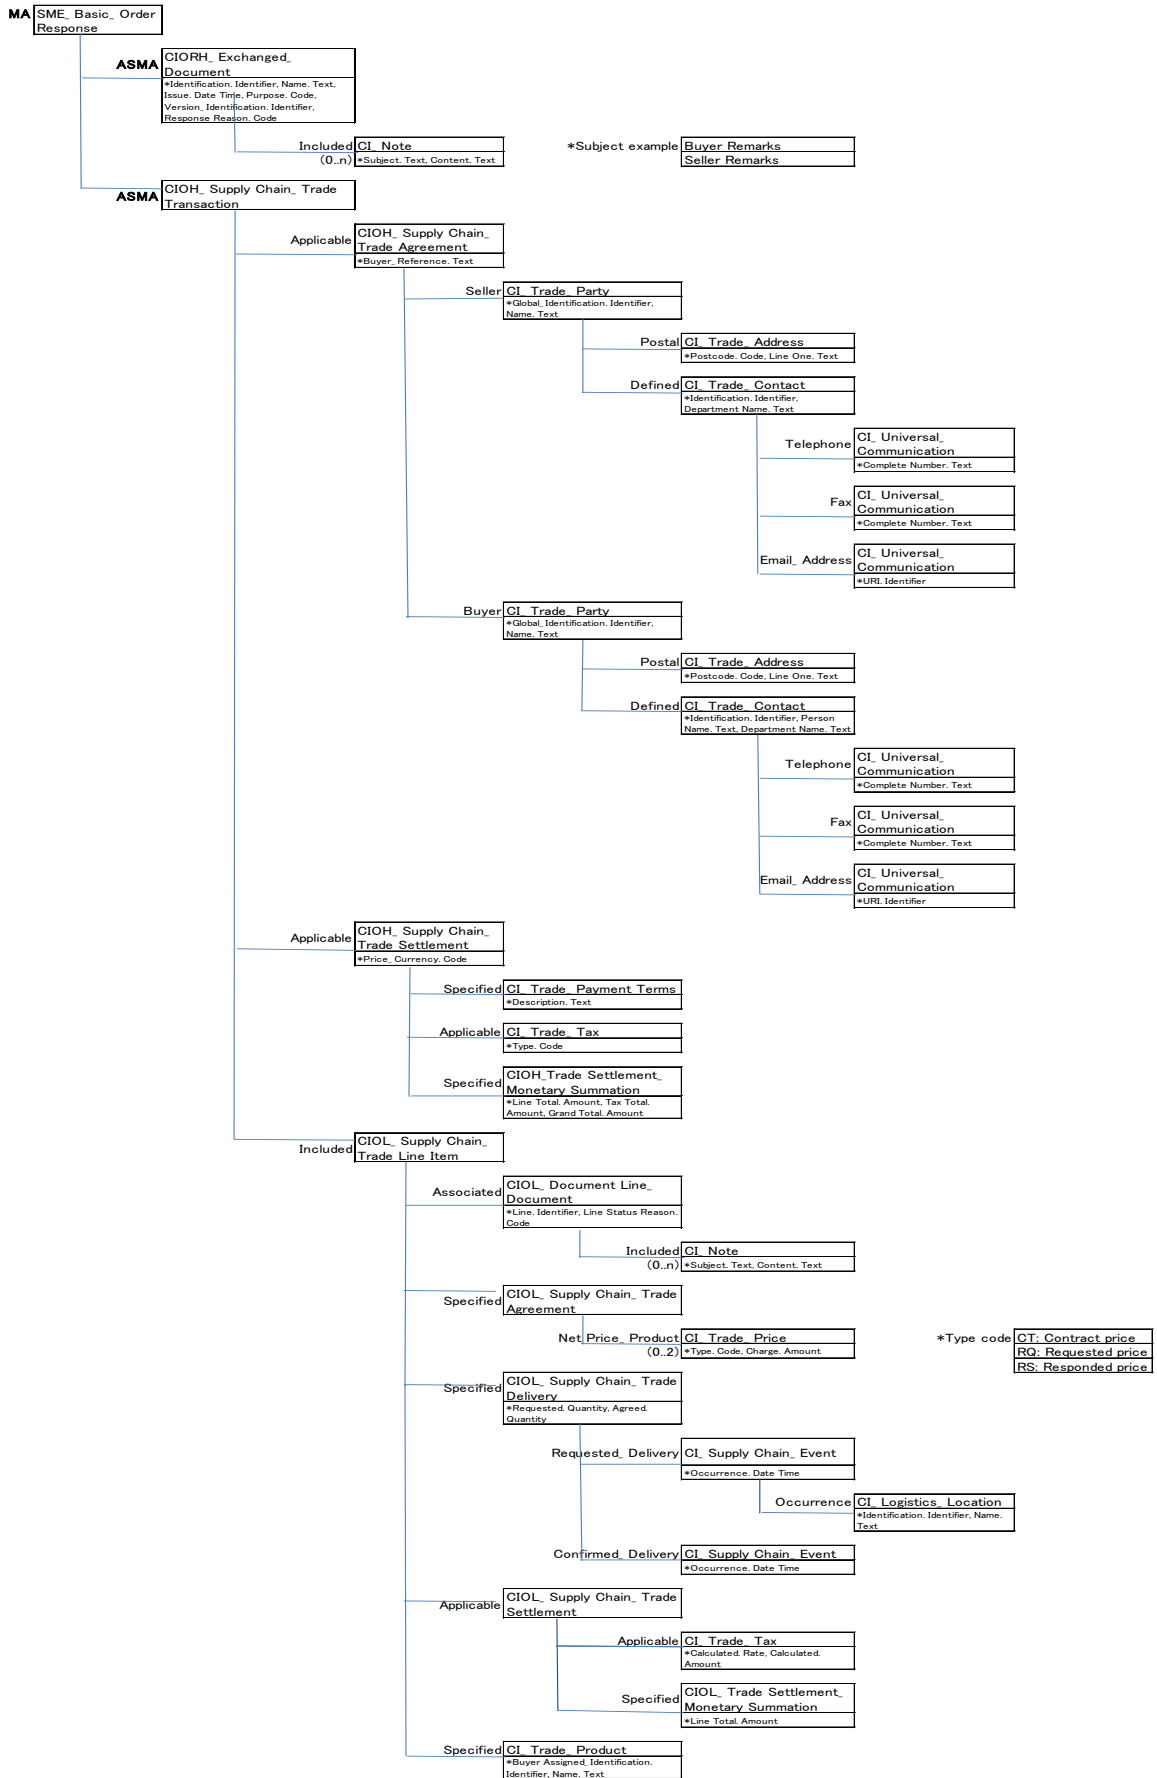 MA
SME_ Basic_ Order
Response
ASMA
CIORH_ Exchanged_
Document
*Identification. Identifier, Name. Text,
Issue. Date Time, Purpose. Code,
Version_ Identification. Identifier,
Response Reason. Code
Included
(0..n)
CI_ Note
*Subject. Text, Content. Text
*Subject example
Buyer Remarks
Seller Remarks
ASMA
CIOH_ Supply Chain_ Trade
Transaction
Applicable
CIOH_ Supply Chain_
Trade Agreement
*Buyer_ Reference. Text
Seller
CI_ Trade_ Party
*Global_ Identification. Identifier,
Name. Text
Postal
CI_ Trade_ Address
*Postcode. Code, Line One. Text
Defined
CI_ Trade_ Contact
*Identification. Identifier,
Department Name. Text
Telephone
CI_ Universal_
Communication
*Complete Number. Text
Fax
CI_ Universal_
Communication
*Complete Number. Text
Email_ Address
CI_ Universal_
Communication
*URI. Identifier
Buyer
CI_ Trade_ Party
*Global_ Identification. Identifier,
Name. Text
Postal
CI_ Trade_ Address
*Postcode. Code, Line One. Text
Defined
CI_ Trade_ Contact
*Identification. Identifier, Person
Name. Text, Department Name. Text
Telephone
CI_ Universal_
Communication
*Complete Number. Text
Fax
CI_ Universal_
Communication
*Complete Number. Text
Email_ Address
CI_ Universal_
Communication
*URI. Identifier
Applicable
CIOH_ Supply Chain_
Trade Settlement
*Price_ Currency. Code
Specified
CI_ Trade_ Payment Terms
*Description. Text
Applicable
CI_ Trade_ Tax
*Type. Code
Specified
CIOH_Trade Settlement_
Monetary Summation
*Line Total. Amount, Tax Total.
Amount, Grand Total. Amount
Included
CIOL_ Supply Chain_
Trade Line Item
Associated
CIOL_ Document Line_
Document
*Line. Identifier, Line Status Reason.
Code
Included
(0..n)
CI_ Note
*Subject. Text, Content. Text
Specified
CIOL_ Supply Chain_ Trade
Agreement
Net Price_ Product
(0..2)
CI_ Trade_ Price
*Type. Code, Charge. Amount
*Type code
CT: Contract price
RQ: Requested price
RS: Responded price
Specified
CIOL_ Supply Chain_ Trade
Delivery
*Requested. Quantity, Agreed.
Quantity
Requested_ Delivery
CI_ Supply Chain_ Event
*Occurrence. Date Time
Occurrence
CI_ Logistics_ Location
*Identification. Identifier, Name.
Text
Confirmed_ Delivery
CI_ Supply Chain_ Event
*Occurrence. Date Time
Applicable
CIOL_ Supply Chain_ Trade
Settlement
Applicable
CI_ Trade_ Tax
*Calculated. Rate, Calculated.
Amount
Specified
CIOL_ Trade Settlement_
Monetary Summation
*Line Total. Amount
Specified
CI_ Trade_ Product
*Buyer Assigned_ Identification.
Identifier, Name. Text